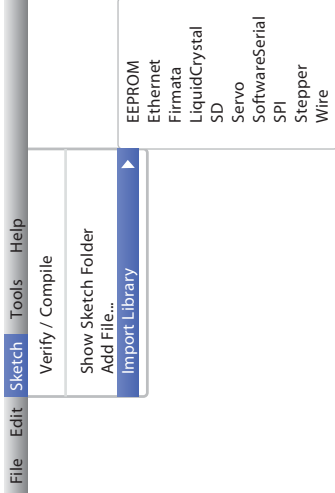 File Edit Sketch Tools Help
Verify / Compile
Show Sketch Folder
Add File...
Import Library
EEPROM
Ethernet
Firmata
LiquidCrystal
SD
Servo
SoftwareSerial
SPI
Stepper
Wire